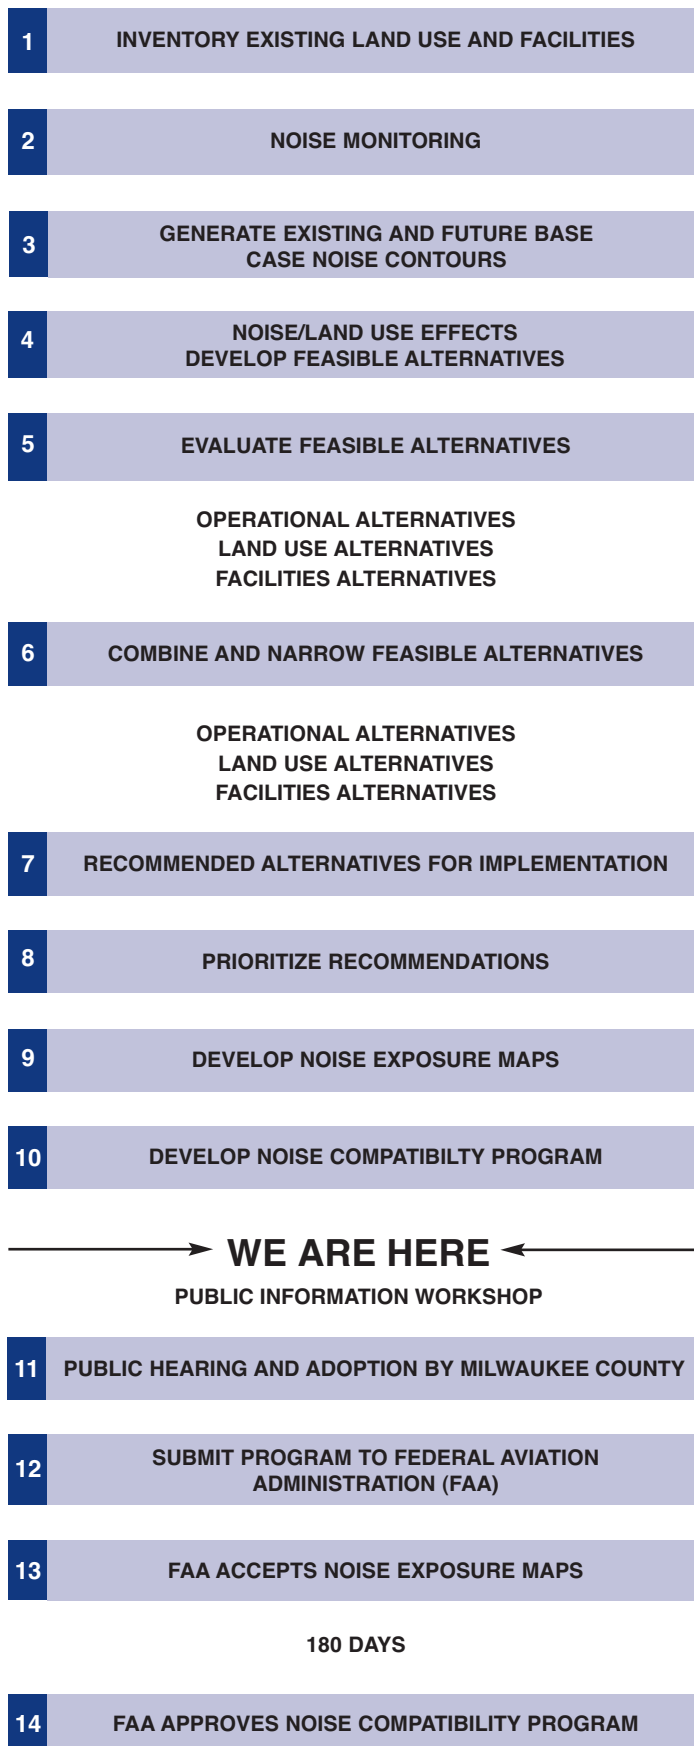 1 INVENTORY EXISTING LAND USE AND FACILITIES
2 NOISE MONITORING
3 GENERATE EXISTING AND FUTURE BASE
CASE NOISE CONTOURS
4 NOISE/LAND USE EFFECTS
DEVELOP FEASIBLE ALTERNATIVES
5 EVALUATE FEASIBLE ALTERNATIVES
OPERATIONAL ALTERNATIVES
LAND USE ALTERNATIVES
FACILITIES ALTERNATIVES
6 COMBINE AND NARROW FEASIBLE ALTERNATIVES
OPERATIONAL ALTERNATIVES
LAND USE ALTERNATIVES
FACILITIES ALTERNATIVES
7 RECOMMENDED ALTERNATIVES FOR IMPLEMENTATION
8 PRIORITIZE RECOMMENDATIONS
9 DEVELOP NOISE EXPOSURE MAPS
10 DEVELOP NOISE COMPATIBILTY PROGRAM
WE ARE HERE
PUBLIC INFORMATION WORKSHOP
11 PUBLIC HEARING AND ADOPTION BY MILWAUKEE COUNTY
12 SUBMIT PROGRAM TO FEDERAL AVIATION
ADMINISTRATION (FAA)
13 FAA ACCEPTS NOISE EXPOSURE MAPS
180 DAYS
14 FAA APPROVES NOISE COMPATIBILITY PROGRAM